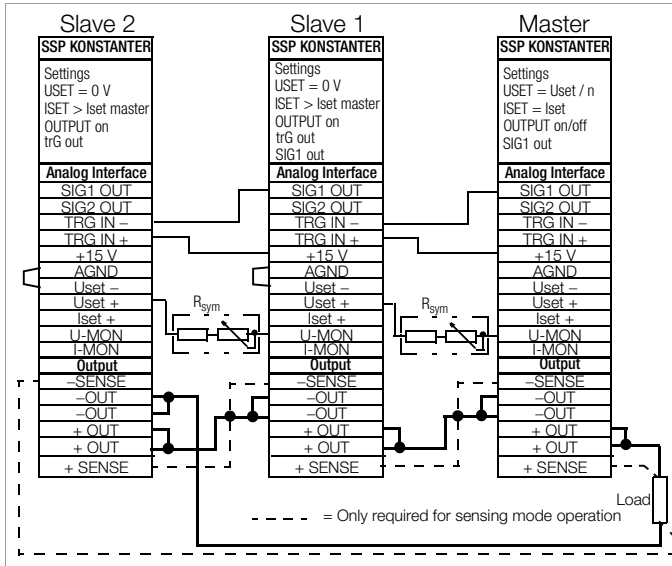 Slave 2
SSP KONSTANTER
Settings
USET = 0 V
ISET > Iset master
OUTPUT on
trG out
Analog Interface
SIG1 OUT
SIG2 OUT
TRG IN –
TRG IN +
+15 V
AGND
Uset –
Uset +
Iset +
U-MON
I-MON
Output
–SENSE
–OUT
–OUT
+ OUT
+ OUT
+ SENSE
Rsym
Slave 1
SSP KONSTANTER
Settings
USET = 0 V
ISET > Iset master
OUTPUT on
trG out
SIG1 out
Analog Interface
SIG1 OUT
SIG2 OUT
TRG IN –
TRG IN +
+15 V
AGND
Uset –
Uset +
Iset +
U-MON
I-MON
Output
–SENSE
–OUT
–OUT
+ OUT
+ OUT
+ SENSE
Rsym
Master
SSP KONSTANTER
Settings
USET = Uset / n
ISET = Iset
OUTPUT on/off
SIG1 out
Analog Interface
SIG1 OUT
SIG2 OUT
TRG IN –
TRG IN +
+15 V
AGND
Uset –
Uset +
Iset +
U-MON
I-MON
Output
–SENSE
–OUT
–OUT
+ OUT
+ OUT
+ SENSE
Load
= Only required for sensing mode operation